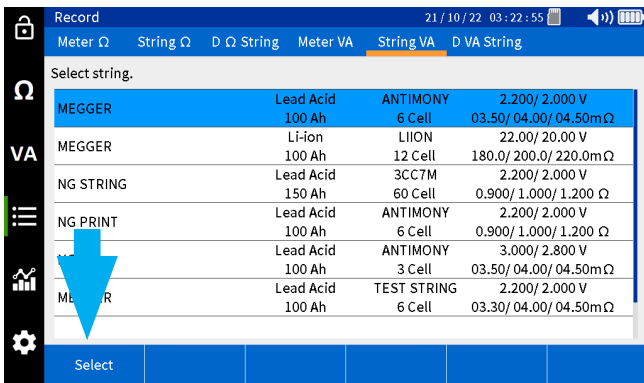 Record 21/10/22 03:22:55
Meter Ω String Ω D Ω String Meter VA String VA D VA String
Select string.
Ω
VA
MEGGER Lead Acid ANTIMONY 2.200/ 2.000 V
100 Ah 6 Cell 03.50/ 04.00/ 04.50mΩ
MEGGER Li-ion LIION 22.00/ 20.00 V
100 Ah 12 Cell 180.0/ 200.0/ 220.0mΩ
NG STRING Lead Acid 3CC7M 2.200/ 2.000 V
150 Ah 60 Cell 0.900/ 1.000/ 1.200 Ω
NG PRINT Lead Acid ANTIMONY 2.200/ 2.000 V
100 Ah 6 Cell 0.900/ 1.000/ 1.200 Ω
Lead Acid ANTIMONY 3.000/ 2.800 V
100 Ah 3 Cell 03.50/ 04.00/ 04.50mΩ
Lead Acid TEST STRING 2.200/ 2.000 V
100 Ah 6 Cell 03.30/ 04.00/ 04.50mΩ
Select